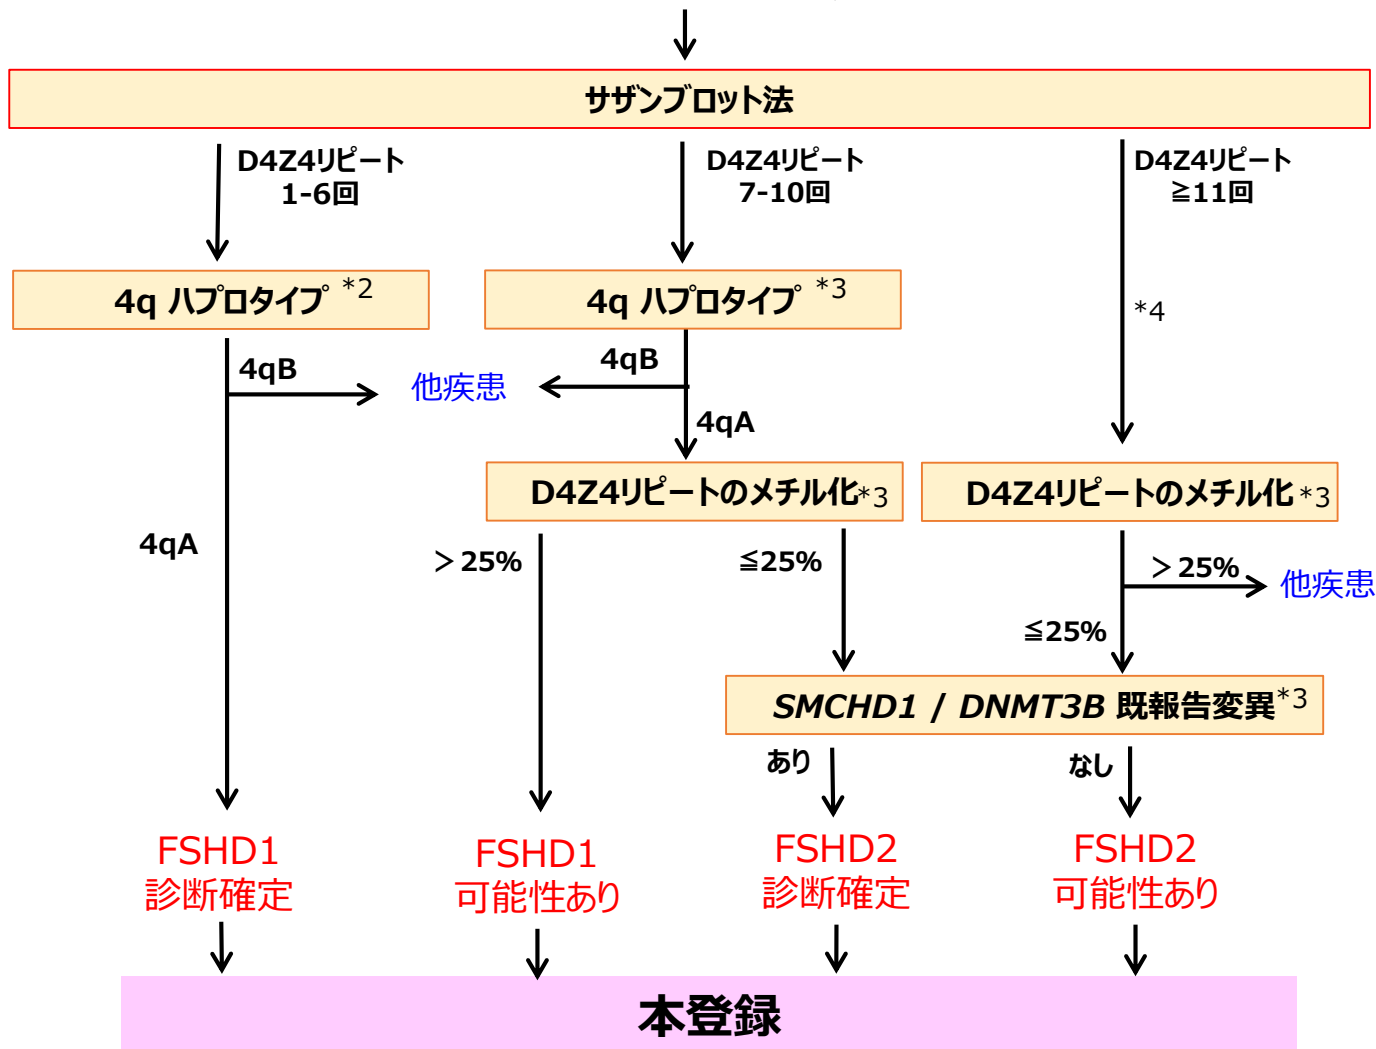 サザンブロット法
D4Z4リピート
1-6回
D4Z4リピート
7-10回
D4Z4リピート
≧11回
4q ハプロタイプ *2
4q ハプロタイプ *3
*4
4qB
他疾患
4qB
4qA
D4Z4リピートのメチル化*3
D4Z4リピートのメチル化*3
4qA
＞25%
≦25%
＞25%
他疾患
≦25%
SMCHD1 / DNMT3B 既報告変異*3
あり
なし
FSHD1
診断確定
FSHD1
可能性あり
FSHD2
診断確定
FSHD2
可能性あり
本登録